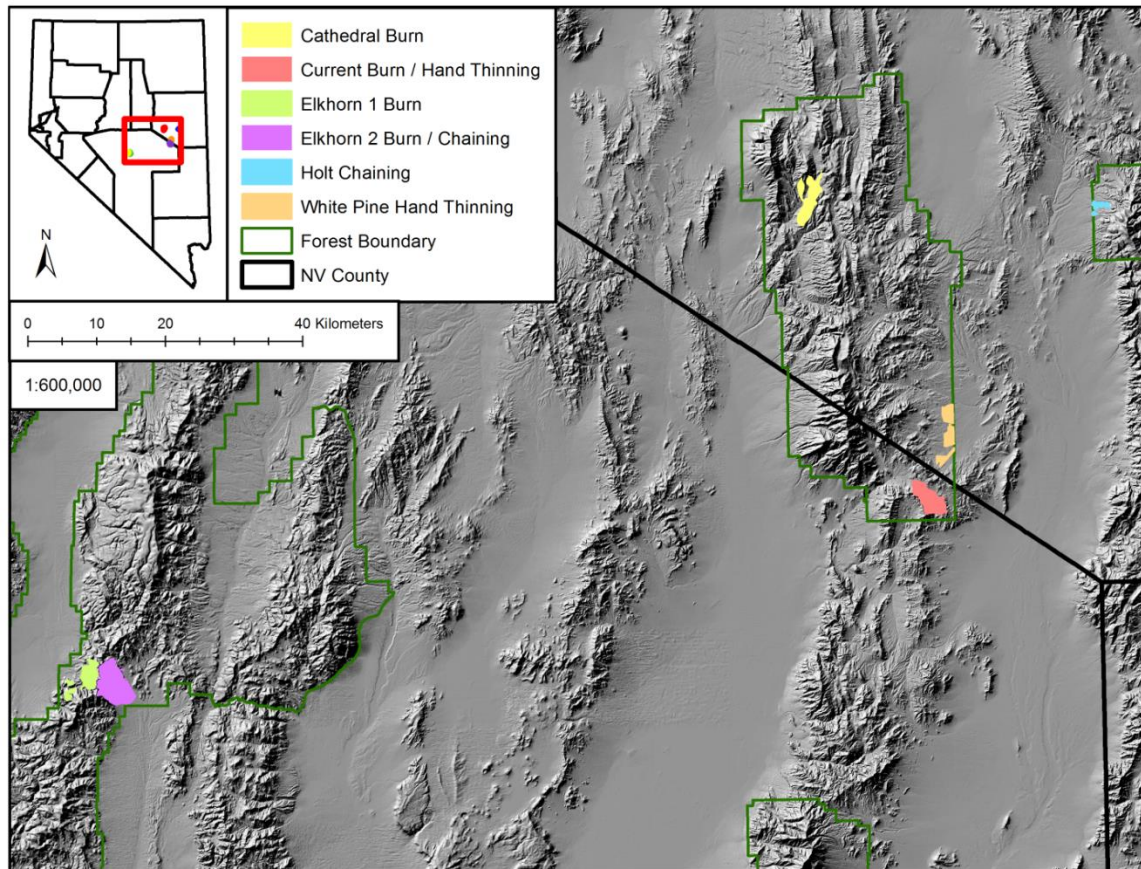 Cathedral Burn
Current Burn / Hand Thinning
Elkhorn 1 Burn
Elkhorn 2 Burn / Chaining
Holt Chaining
White Pine Hand Thinning
Forest Boundary
NV County
N
0 10 20 40 Kilometers
1:600,000